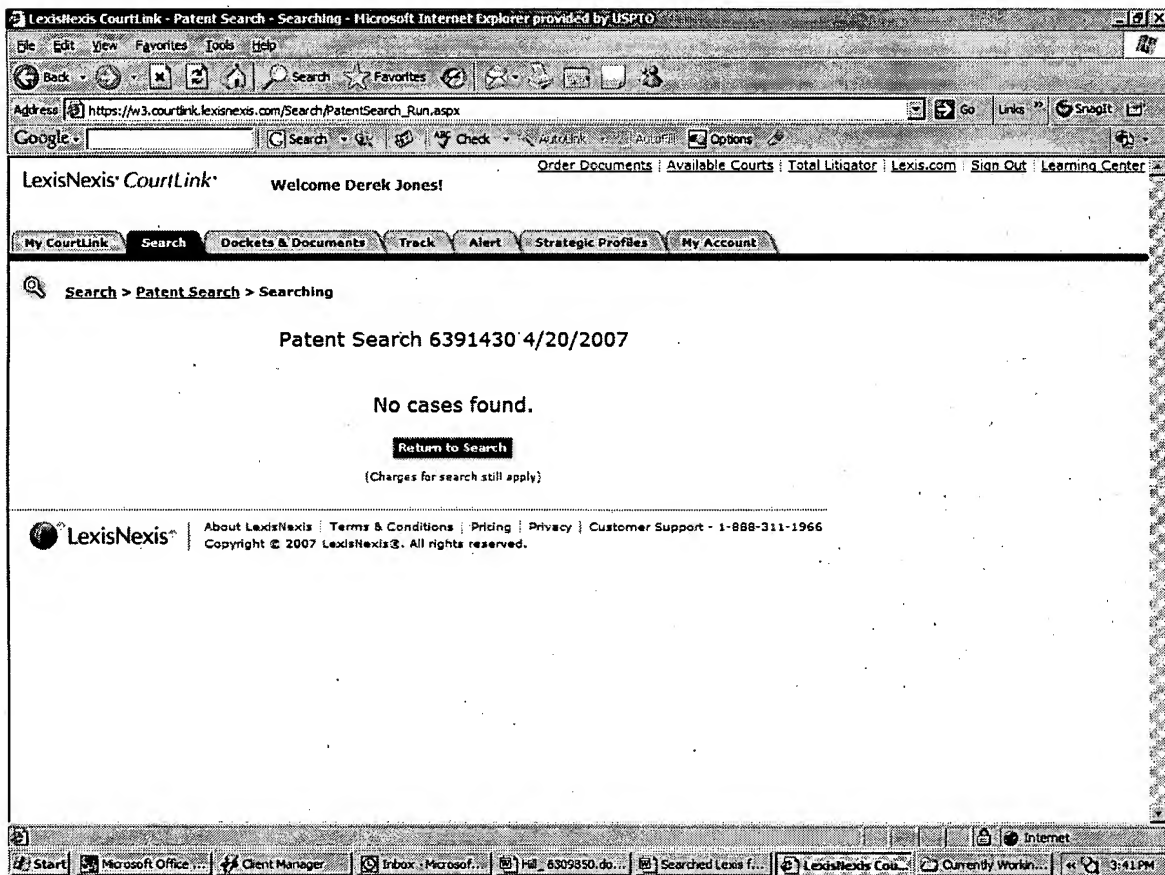 LexisNexis CourtLink - Patent Search - Searching - Microsoft Internet Explorer provided by USPTO
File Edit View Favorites Tools Help
Back Search Favorites
Address https://w3.courtlink.lexisnexis.com/Search/PatentSearch_Run.aspx Go Links » SnagIt
Google - Search ABC Check AutoLink AutoFill Options
Order Documents | Available Courts | Total Litigator | Lexis.com | Sign Out | Learning Center
LexisNexis® CourtLink® Welcome Derek Jones!
My CourtLink Search Dockets & Documents Track Alert Strategic Profiles My Account
Search > Patent Search > Searching
Patent Search 6391430 4/20/2007
No cases found.
Return to Search
(Charges for search still apply)
LexisNexis® About LexisNexis | Terms & Conditions | Pricing | Privacy | Customer Support - 1-888-311-1966
Copyright © 2007 LexisNexis®. All rights reserved.
Internet
Start Microsoft Office ... Client Manager Inbox - Microsof... Hill_ 6309850.do... Searched Lexis f... LexisNexis Cou... Currently Workin... « 3:41 PM